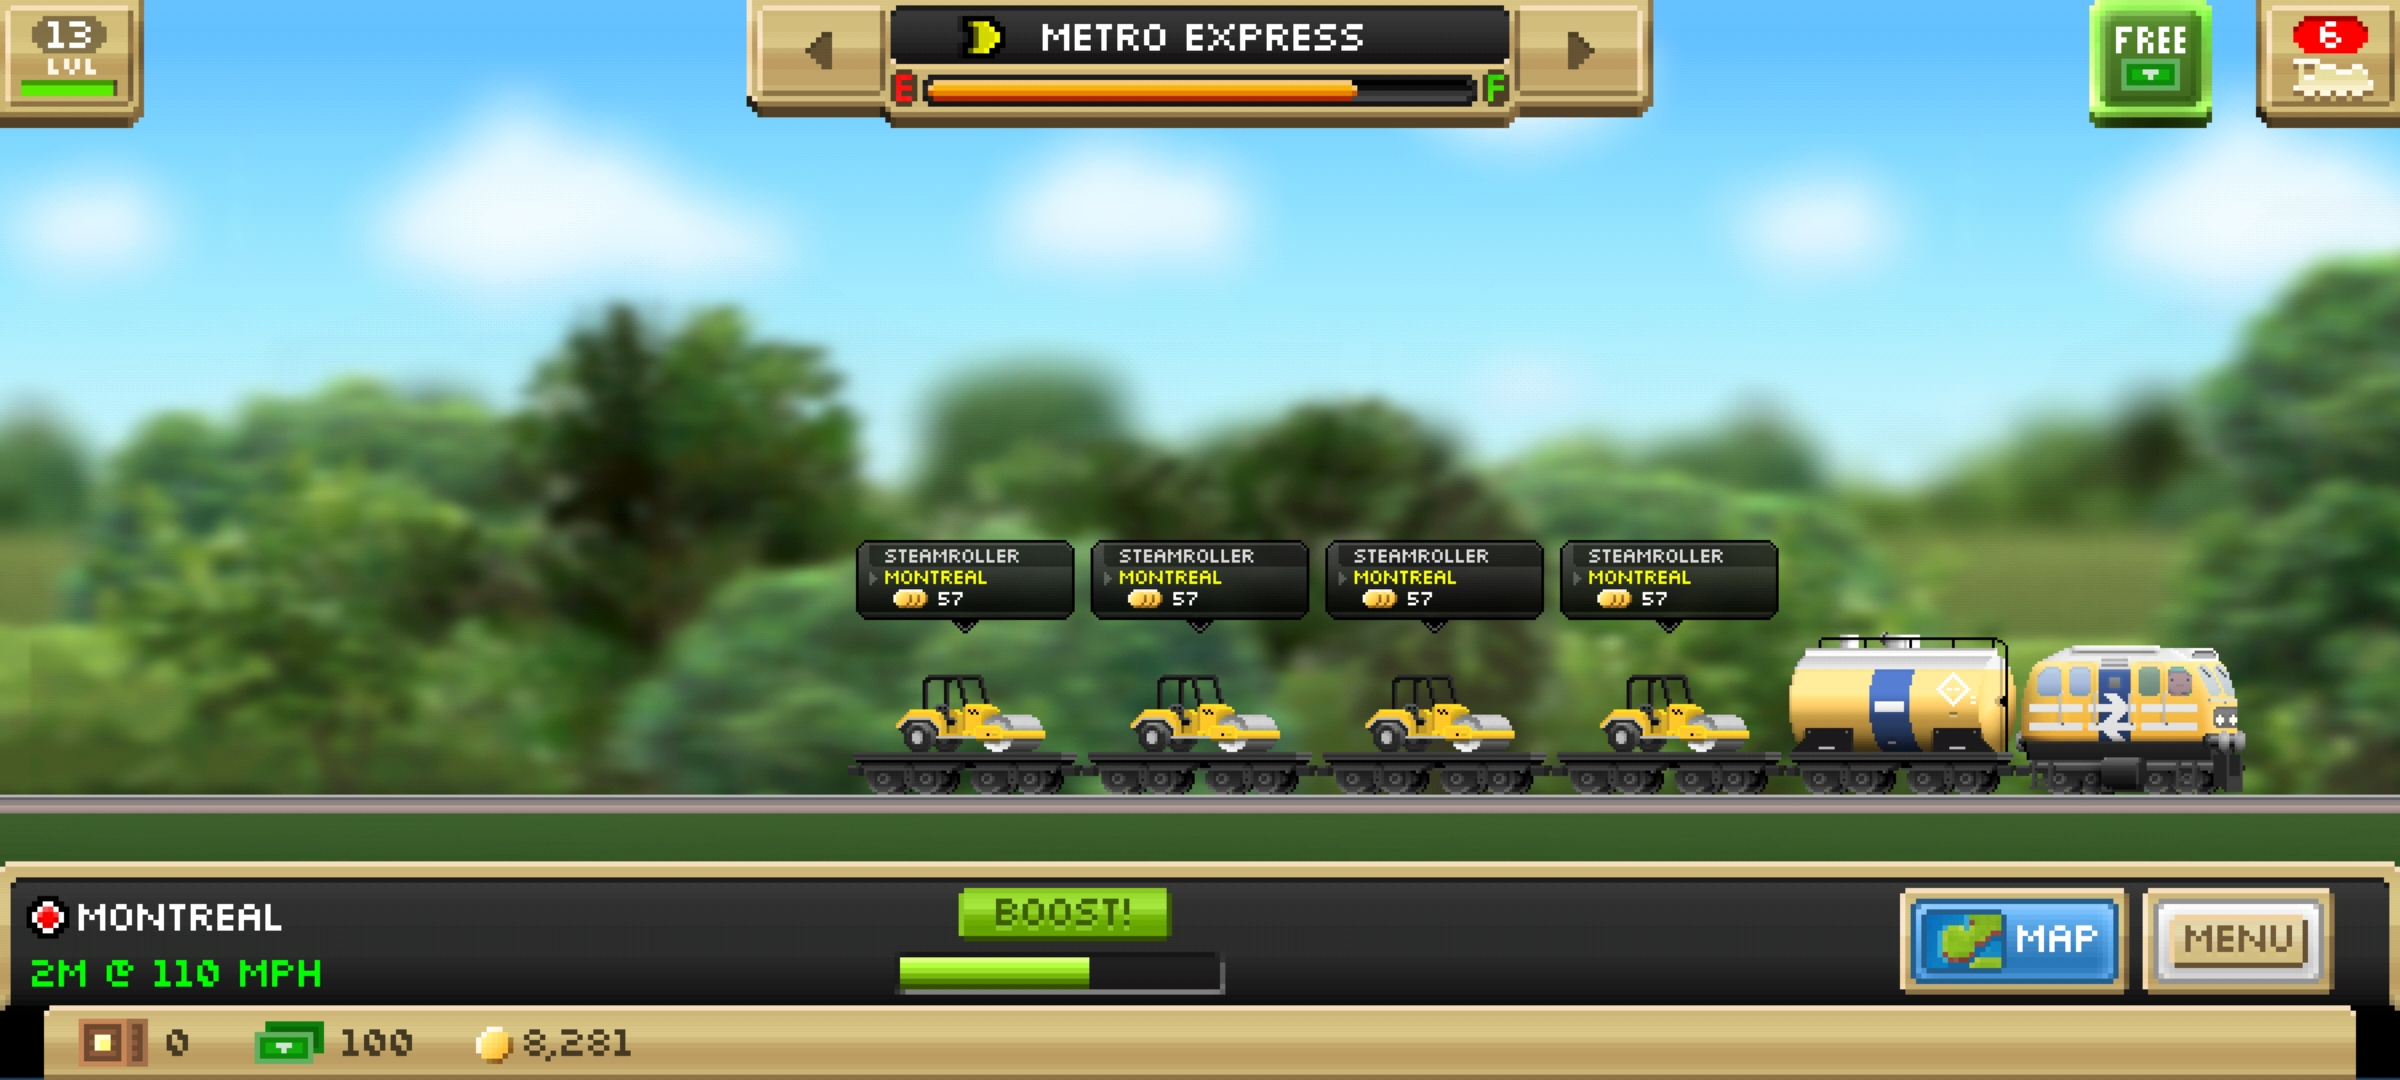 13
LVL
METRO EXPRESS
E F
FREE
6
STEAMROLLER
MONTREAL
57
STEAMROLLER
MONTREAL
57
STEAMROLLER
MONTREAL
57
STEAMROLLER
MONTREAL
57
MONTREAL
2M @ 110 MPH
BOOST!
MAP
MENU
0
100
8,281